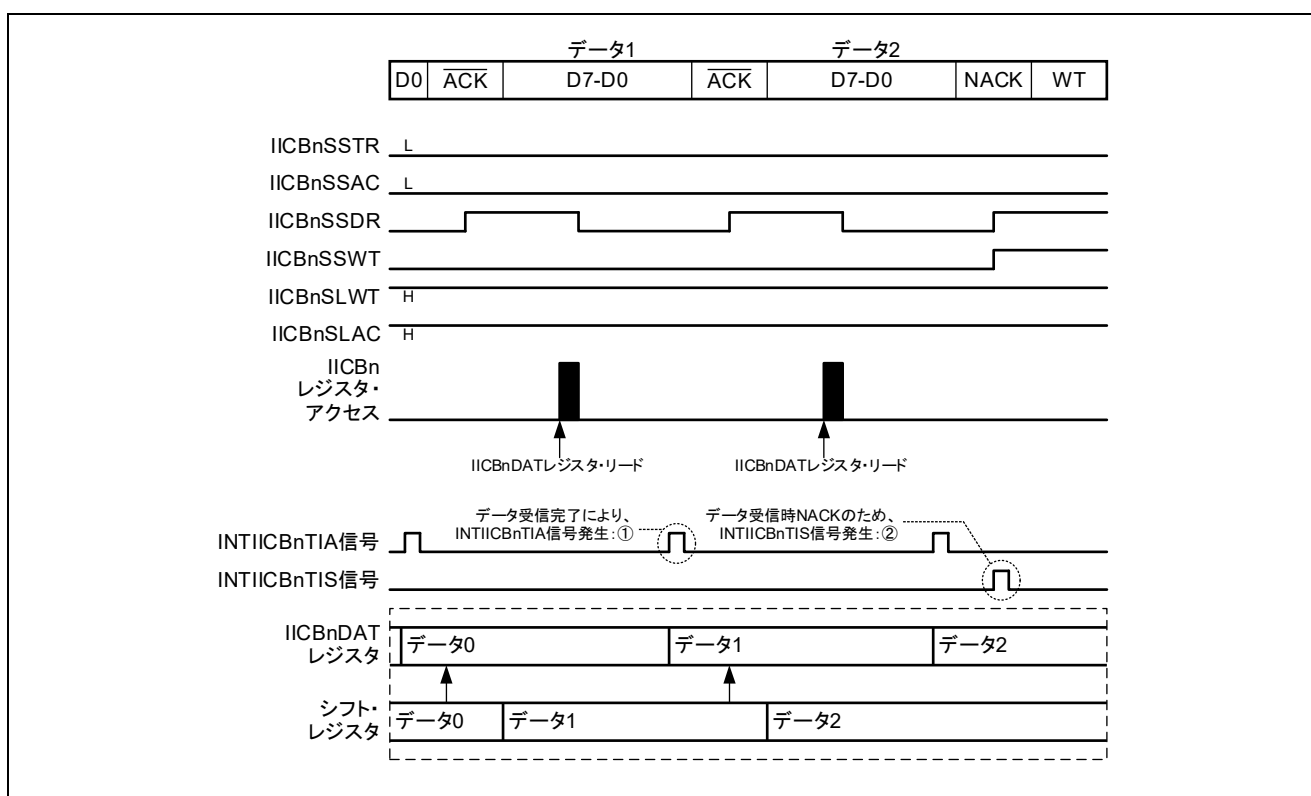 データ1 データ2
D0 ACK D7-D0 ACK D7-D0 NACK WT
IICBnSSTR L
IICBnSSAC L
IICBnSSDR
IICBnSSWT
IICBnSLWT H
IICBnSLAC H
IICBn
レジスタ・
アクセス
IICBnDATレジスタ・リード IICBnDATレジスタ・リード
データ受信完了により、
INTIICBnTIA信号発生:①
データ受信時NACKのため、
INTIICBnTIS信号発生:②
INTIICBnTIA信号
INTIICBnTIS信号
IICBnDAT
レジスタ
データ0 データ1 データ2
シフト・
レジスタ
データ0 データ1 データ2